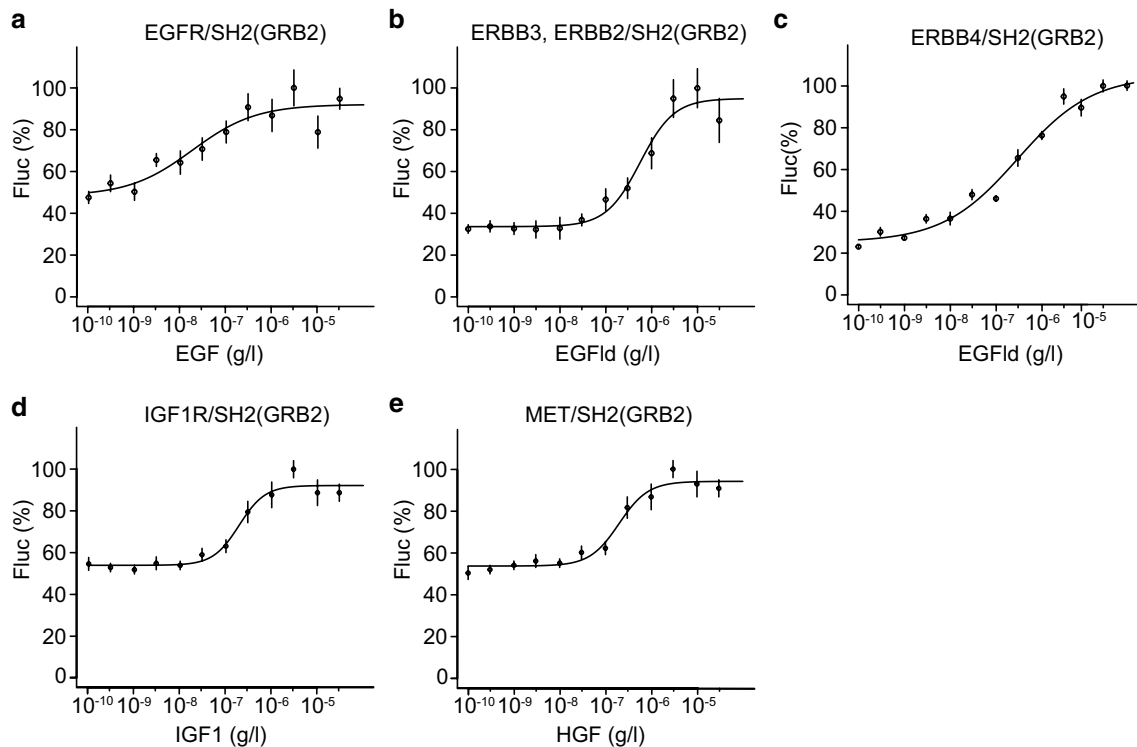 a
EGFR/SH2(GRB2)
Fluc (%)
100
80
60
40
20
0
10⁻¹⁰ 10⁻⁹ 10⁻⁸ 10⁻⁷ 10⁻⁶ 10⁻⁵
EGF (g/l)
b
ERBB3, ERBB2/SH2(GRB2)
Fluc (%)
100
80
60
40
20
0
10⁻¹⁰ 10⁻⁹ 10⁻⁸ 10⁻⁷ 10⁻⁶ 10⁻⁵
EGFld (g/l)
c
ERBB4/SH2(GRB2)
Fluc(%)
100
80
60
40
20
0
10⁻¹⁰ 10⁻⁹ 10⁻⁸ 10⁻⁷ 10⁻⁶ 10⁻⁵
EGFld (g/l)
d
IGF1R/SH2(GRB2)
Fluc (%)
100
80
60
40
20
0
10⁻¹⁰ 10⁻⁹ 10⁻⁸ 10⁻⁷ 10⁻⁶ 10⁻⁵
IGF1 (g/l)
e
MET/SH2(GRB2)
Fluc (%)
100
80
60
40
20
0
10⁻¹⁰ 10⁻⁹ 10⁻⁸ 10⁻⁷ 10⁻⁶ 10⁻⁵
HGF (g/l)